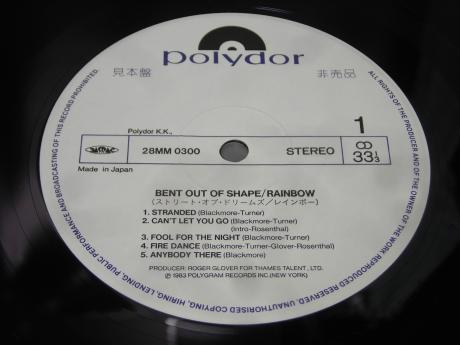 polydor
見本盤 非売品
Polydor K.K.,
1
28MM 0300 STEREO CD 33 1/3
Made in Japan
BENT OUT OF SHAPE/RAINBOW
(ストリート・オブ・ドリームズ/レインボー)
1. STRANDED (Blackmore-Turner)
2. CAN'T LET YOU GO (Blackmore-Turner)
(Intro-Rosenthal)
3. FOOL FOR THE NIGHT (Blackmore-Turner)
4. FIRE DANCE (Blackmore-Turner-Glover-Rosenthal)
5. ANYBODY THERE (Blackmore)
PRODUCER: ROGER GLOVER FOR THAMES TALENT, LTD.
Ⓟ 1983 POLYGRAM RECORDS INC. (NEW YORK)
ALL RIGHTS OF THE PRODUCER AND OF THE OWNER OF THE WORK REPRODUCED RESERVED. UNAUTHORISED COPYING, HIRING, LENDING, PUBLIC PERFORMANCE AND BROADCASTING OF THIS RECORD PROHIBITED.